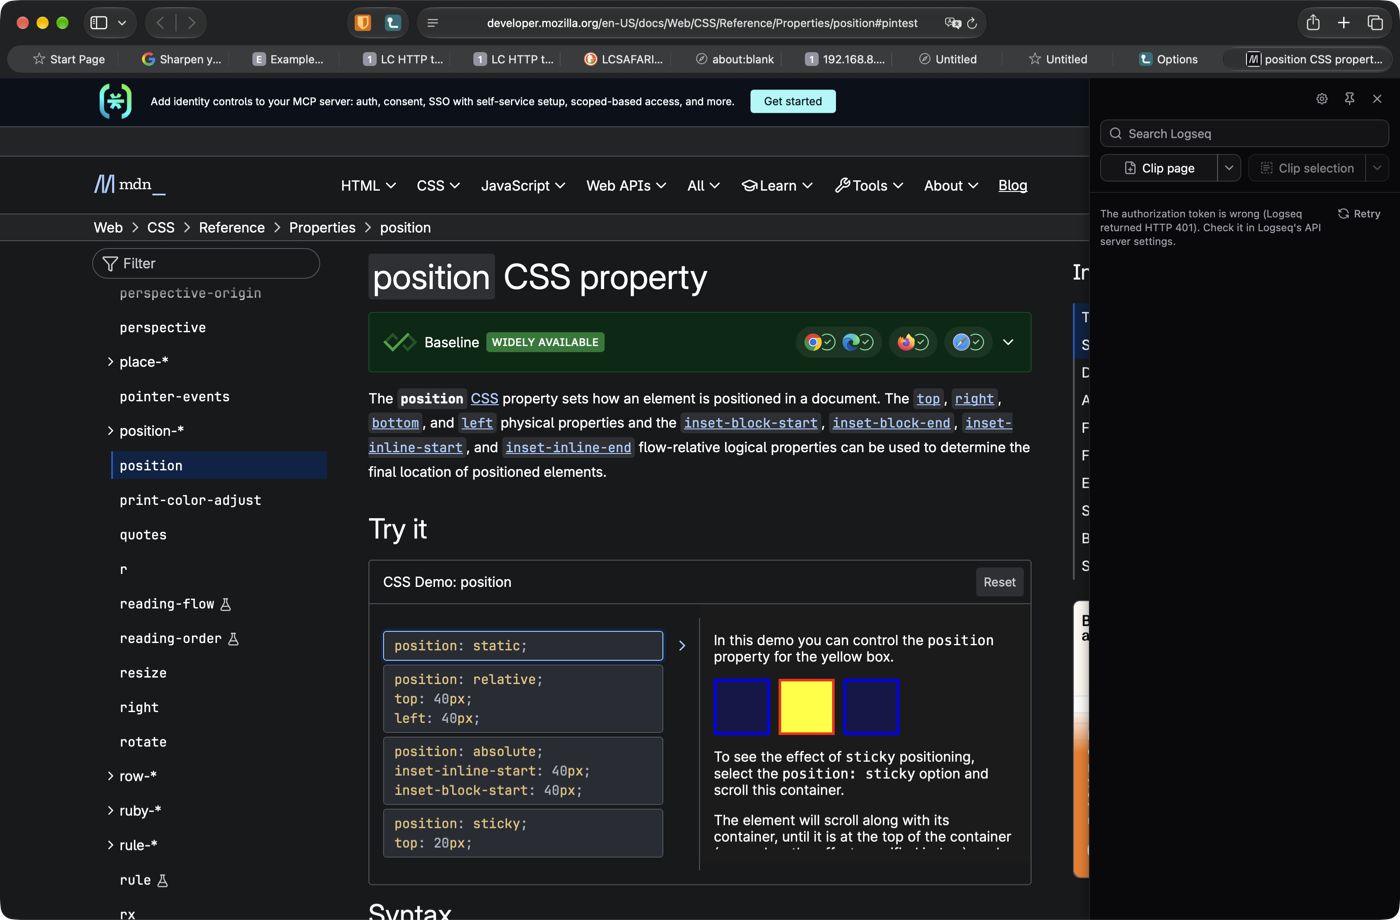 developer.mozilla.org/en-US/docs/Web/CSS/Reference/Properties/position#pintest
Start Page
Sharpen y...
E Example...
1 LC HTTP t...
1 LC HTTP t...
LCSAFARI...
about:blank
1 192.168.8....
Untitled
Untitled
Options
position CSS propert...
Add identity controls to your MCP server: auth, consent, SSO with self-service setup, scoped-based access, and more.
Get started
mdn_
HTML
CSS
JavaScript
Web APIs
All
Learn
Tools
About
Blog
Web > CSS > Reference > Properties > position
Filter
perspective-origin
perspective
place-*
pointer-events
position-*
position
print-color-adjust
quotes
r
reading-flow
reading-order
resize
right
rotate
row-*
ruby-*
rule-*
rule
rx
position CSS property
Baseline WIDELY AVAILABLE
The position CSS property sets how an element is positioned in a document. The top, right,
bottom, and left physical properties and the inset-block-start, inset-block-end, inset-
inline-start, and inset-inline-end flow-relative logical properties can be used to determine the
final location of positioned elements.
Try it
CSS Demo: position
Reset
position: static;
position: relative;
top: 40px;
left: 40px;
position: absolute;
inset-inline-start: 40px;
inset-block-start: 40px;
position: sticky;
top: 20px;
In this demo you can control the position
property for the yellow box.
To see the effect of sticky positioning,
select the position: sticky option and
scroll this container.
The element will scroll along with its
container, until it is at the top of the container
Syntax
In
T
S
D
A
F
F
E
S
B
S
B
a
Search Logseq
Clip page
Clip selection
The authorization token is wrong (Logseq
returned HTTP 401). Check it in Logseq's API
server settings.
Retry